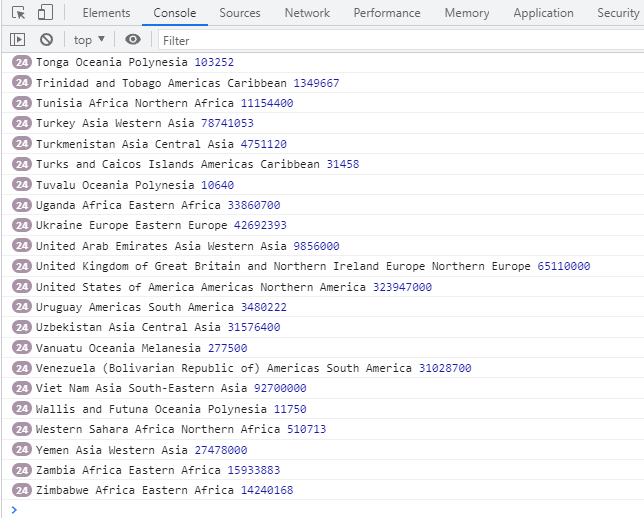 Elements Console Sources Network Performance Memory Application Security
top ▼ Filter
24 Tonga Oceania Polynesia 103252
24 Trinidad and Tobago Americas Caribbean 1349667
24 Tunisia Africa Northern Africa 11154400
24 Turkey Asia Western Asia 78741053
24 Turkmenistan Asia Central Asia 4751120
24 Turks and Caicos Islands Americas Caribbean 31458
24 Tuvalu Oceania Polynesia 10640
24 Uganda Africa Eastern Africa 33860700
24 Ukraine Europe Eastern Europe 42692393
24 United Arab Emirates Asia Western Asia 9856000
24 United Kingdom of Great Britain and Northern Ireland Europe Northern Europe 65110000
24 United States of America Americas Northern America 323947000
24 Uruguay Americas South America 3480222
24 Uzbekistan Asia Central Asia 31576400
24 Vanuatu Oceania Melanesia 277500
24 Venezuela (Bolivarian Republic of) Americas South America 31028700
24 Viet Nam Asia South-Eastern Asia 92700000
24 Wallis and Futuna Oceania Polynesia 11750
24 Western Sahara Africa Northern Africa 510713
24 Yemen Asia Western Asia 27478000
24 Zambia Africa Eastern Africa 15933883
24 Zimbabwe Africa Eastern Africa 14240168
>